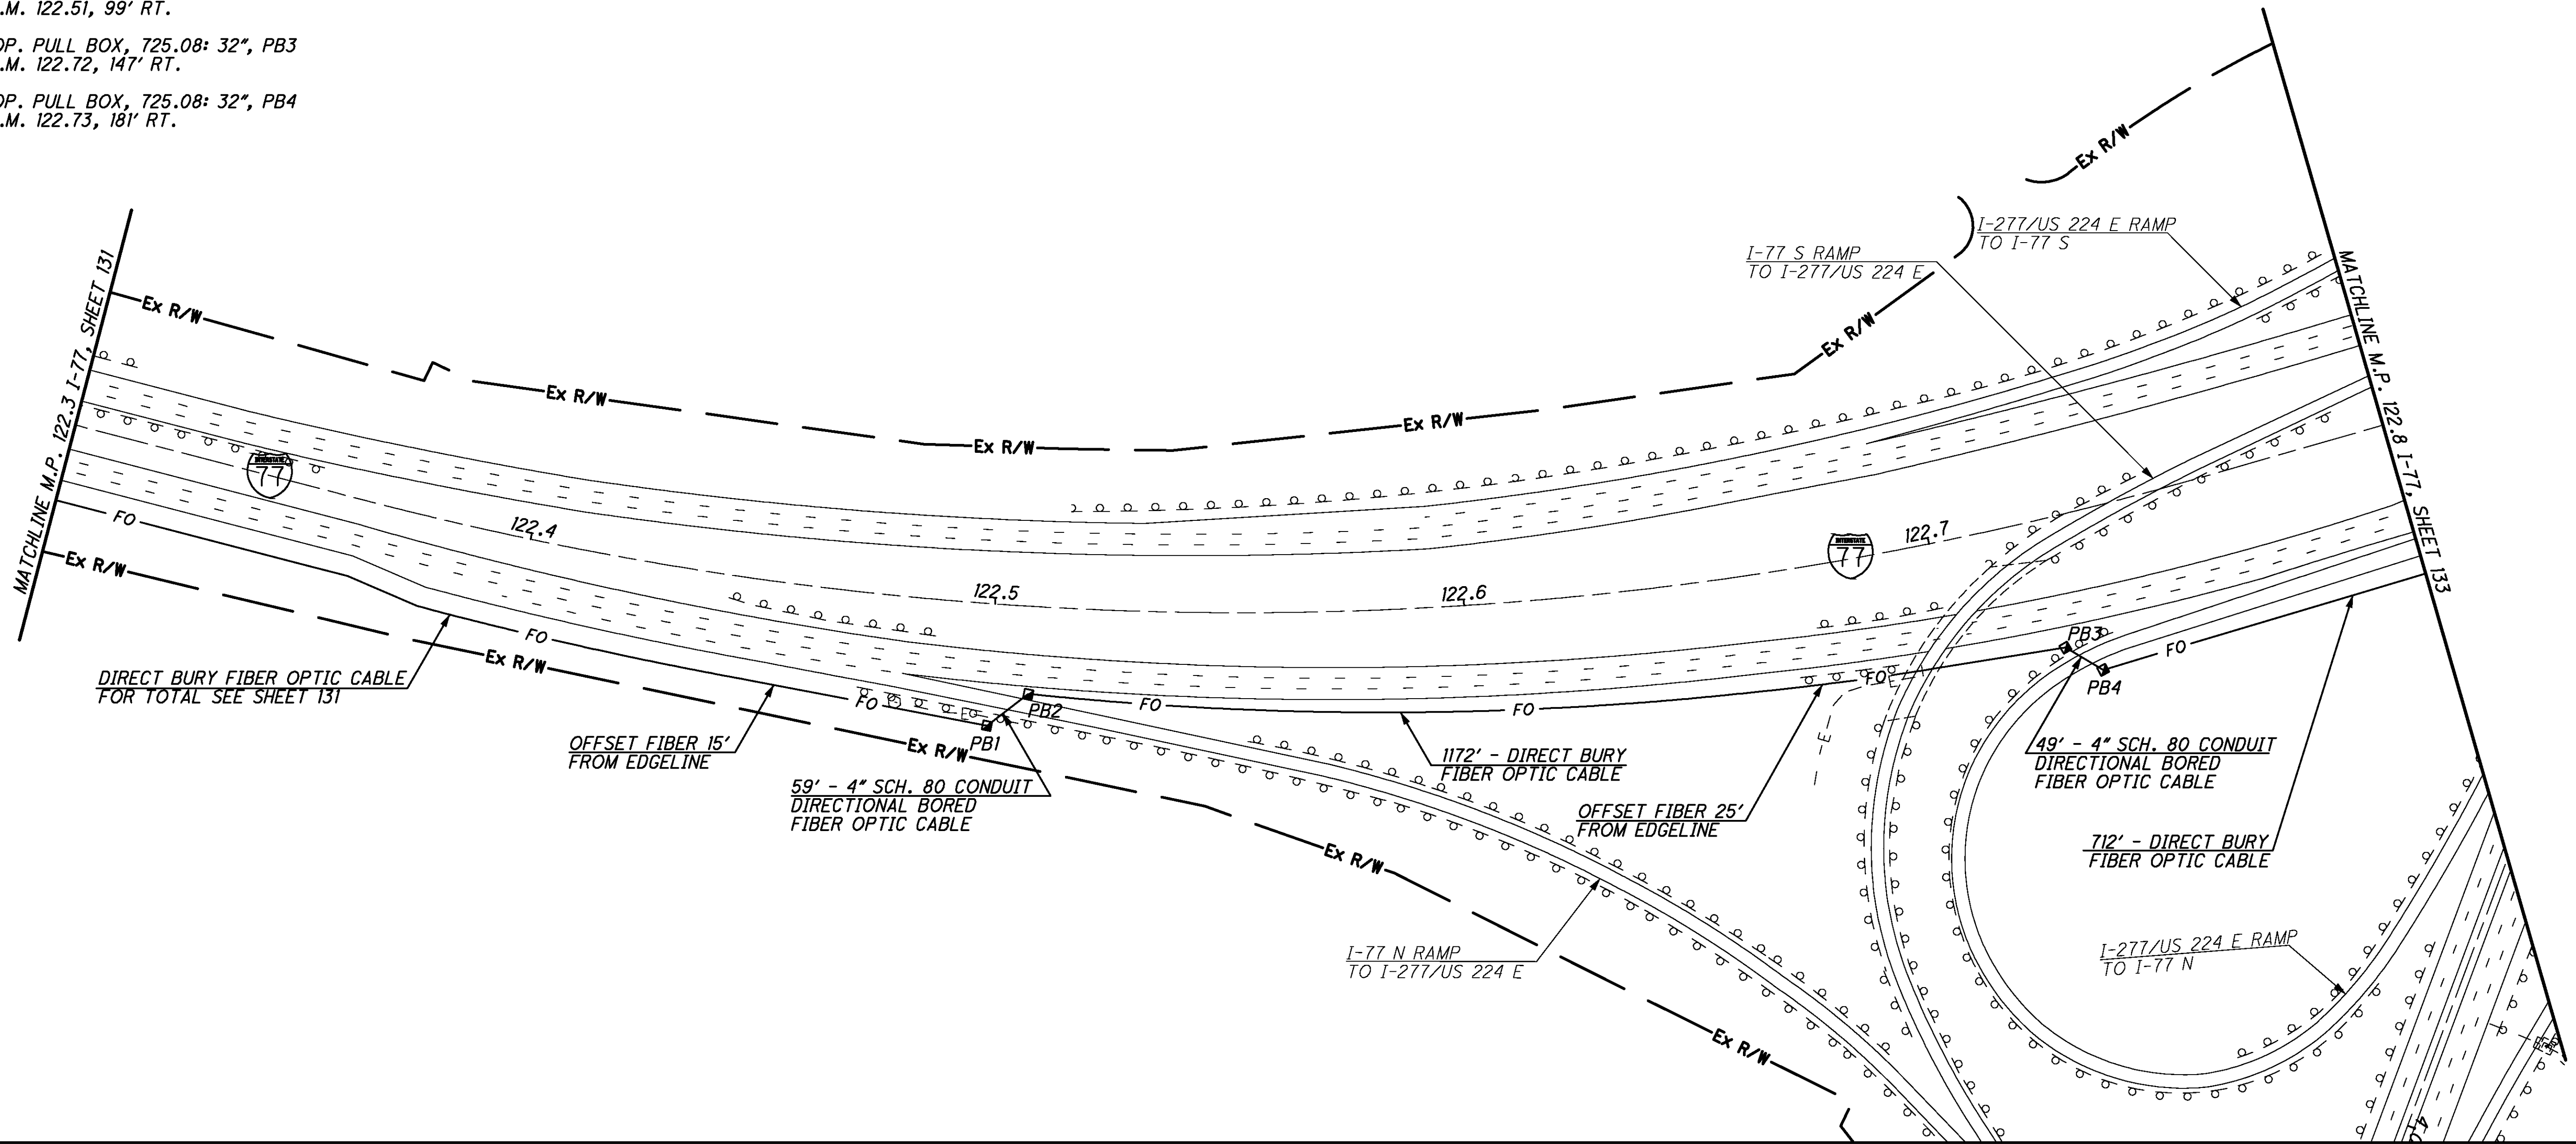 .M. 122.51, 99' RT.
OP. PULL BOX, 725.08: 32", PB3
.M. 122.72, 147' RT.
OP. PULL BOX, 725.08: 32", PB4
.M. 122.73, 181' RT.
MATCHLINE M.P. 122.3 I-77, SHEET 131
Ex R/W
Ex R/W
Ex R/W
Ex R/W
Ex R/W
Ex R/W
I-277/US 224 E RAMP
TO I-77 S
I-77 S RAMP
TO I-277/US 224 E
MATCHLINE M.P. 122.8 I-77, SHEET 133
INTERSTATE
77
122.4
122.5
122.6
INTERSTATE
77
122.7
FO
Ex R/W
FO
Ex R/W
DIRECT BURY FIBER OPTIC CABLE
FOR TOTAL SEE SHEET 131
OFFSET FIBER 15'
FROM EDGELINE
FO
E
PB1
PB2
Ex R/W
59' - 4" SCH. 80 CONDUIT
DIRECTIONAL BORED
FIBER OPTIC CABLE
FO
FO
1172' - DIRECT BURY
FIBER OPTIC CABLE
OFFSET FIBER 25'
FROM EDGELINE
FO
E
E
PB3
PB4
FO
49' - 4" SCH. 80 CONDUIT
DIRECTIONAL BORED
FIBER OPTIC CABLE
712' - DIRECT BURY
FIBER OPTIC CABLE
Ex R/W
I-77 N RAMP
TO I-277/US 224 E
I-277/US 224 E RAMP
TO I-77 N
Ex R/W